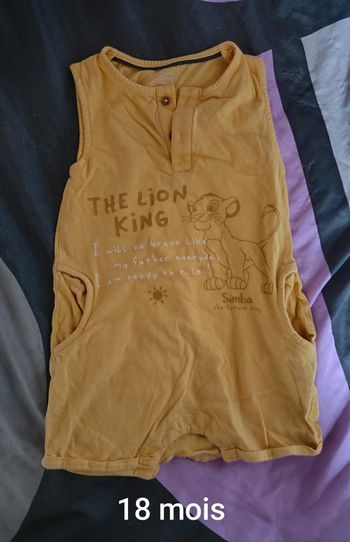 THE LION
KING
I will be brave like
my father everyday
I am ready to rule
Simba
the future king
18 mois